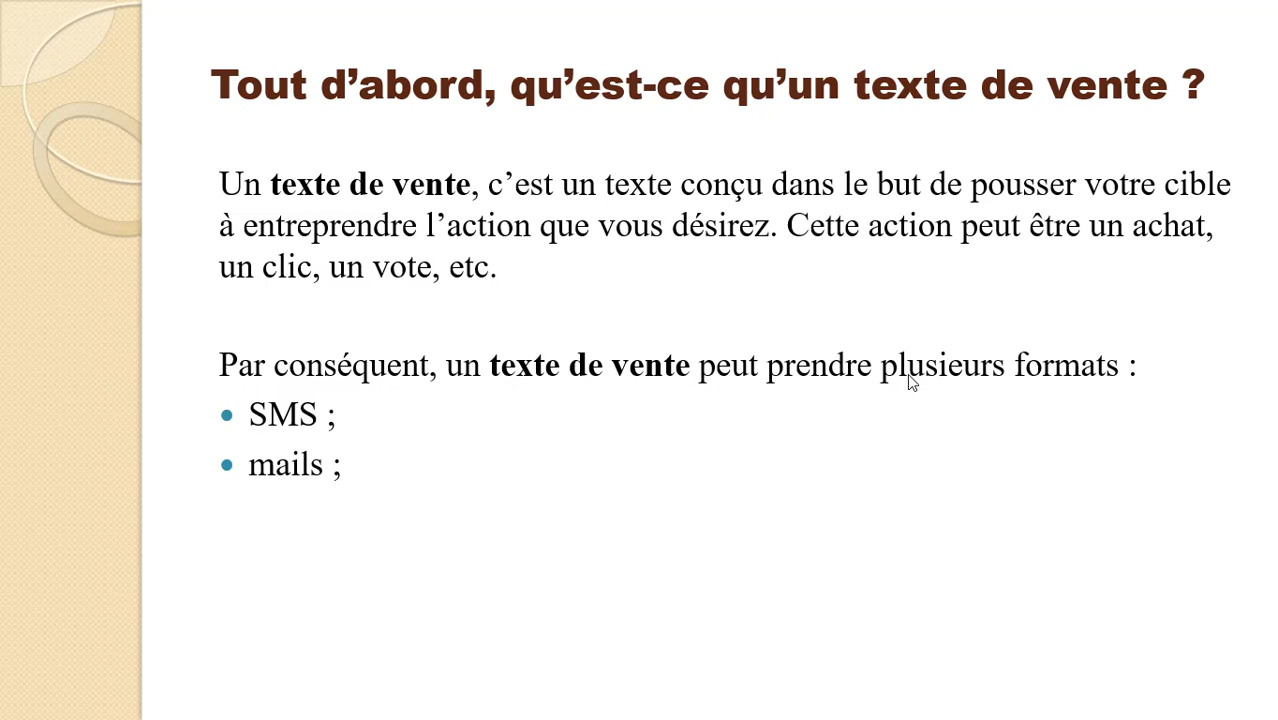 Tout d’abord, qu’est-ce qu’un texte de vente ?
Un texte de vente, c’est un texte conçu dans le but de pousser votre cible
à entreprendre l’action que vous désirez. Cette action peut être un achat,
un clic, un vote, etc.
Par conséquent, un texte de vente peut prendre plusieurs formats :
• SMS ;
• mails ;